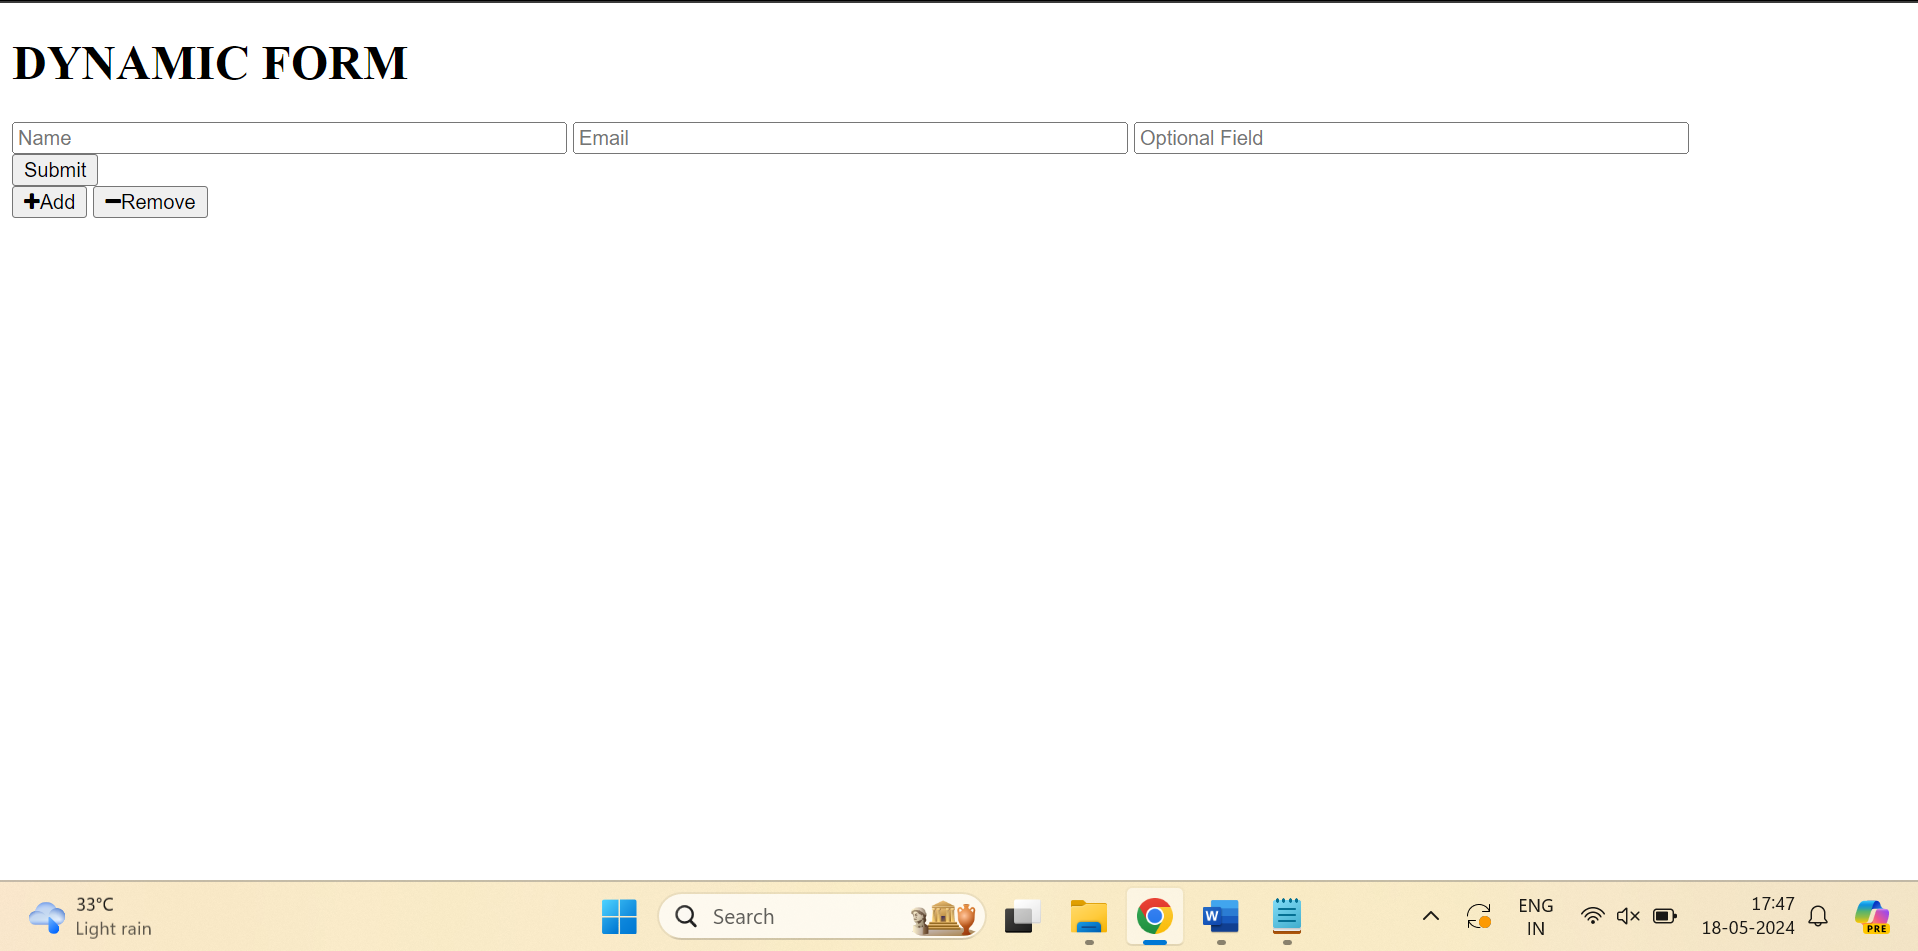 DYNAMIC FORM
Name Email Optional Field
Submit
+Add −Remove
33°C
Light rain
Search
W
ENG
IN
17:47
18-05-2024
PRE